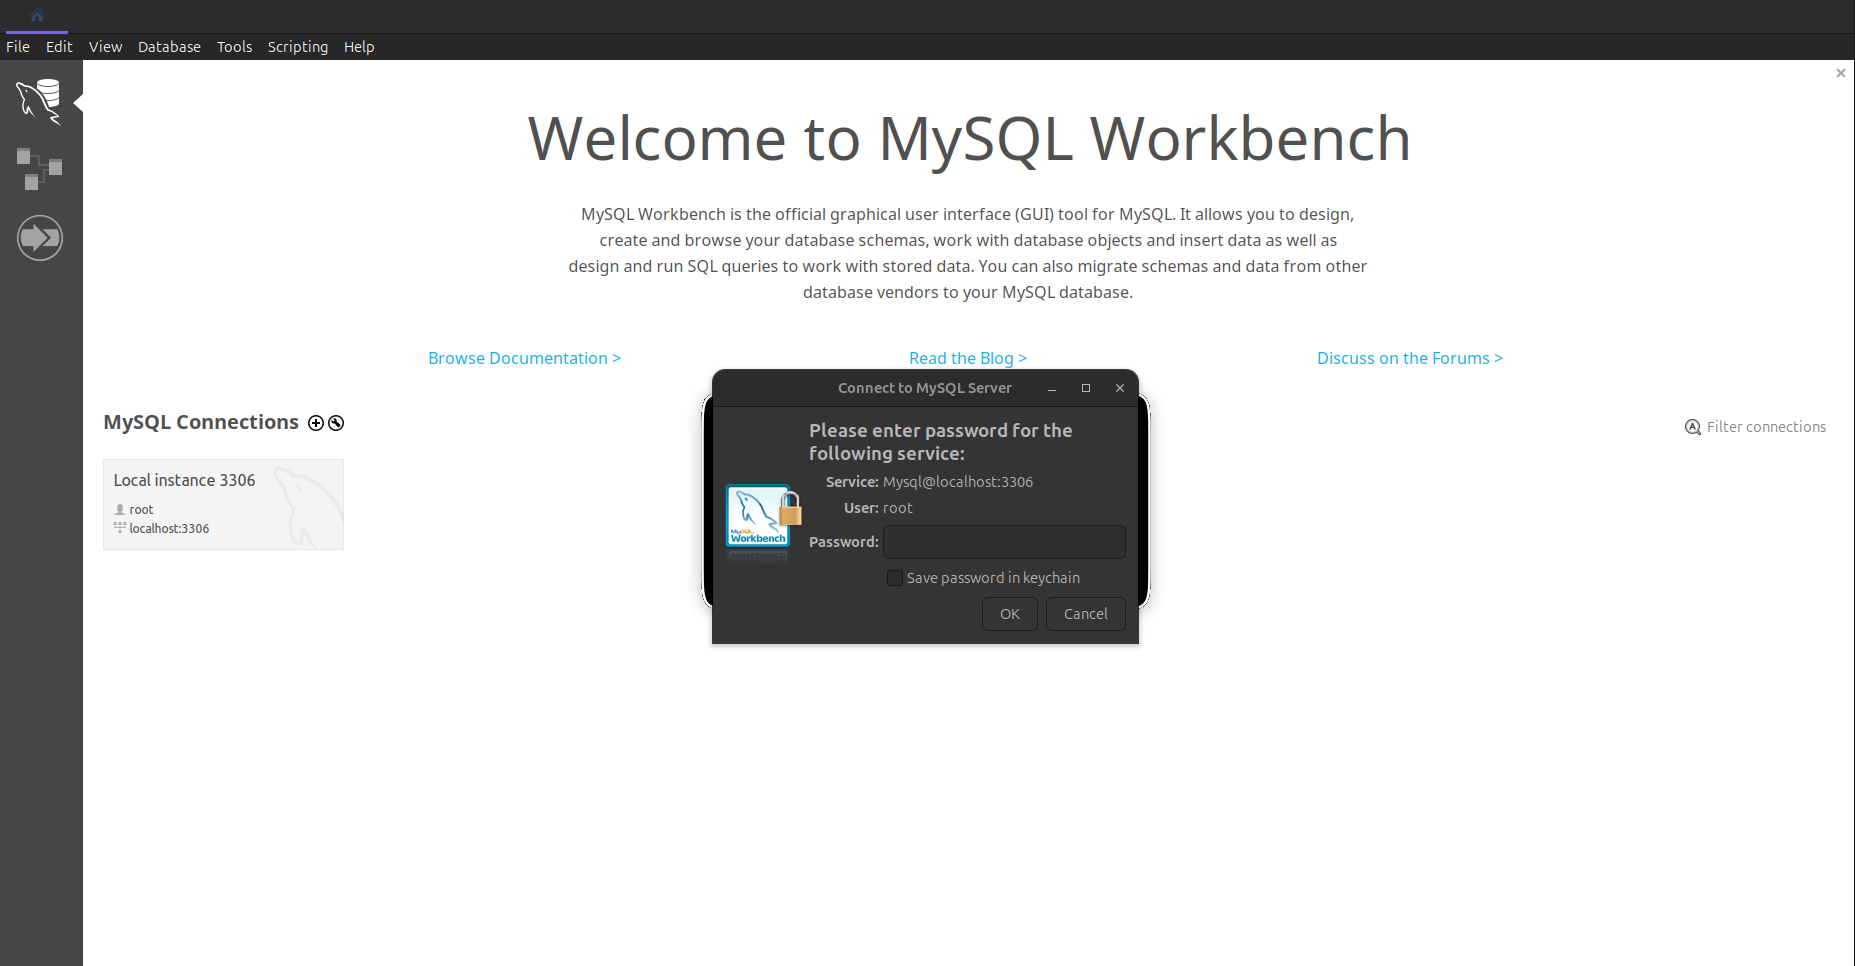 File Edit View Database Tools Scripting Help
Welcome to MySQL Workbench
MySQL Workbench is the official graphical user interface (GUI) tool for MySQL. It allows you to design,
create and browse your database schemas, work with database objects and insert data as well as
design and run SQL queries to work with stored data. You can also migrate schemas and data from other
database vendors to your MySQL database.
Browse Documentation > Read the Blog > Discuss on the Forums >
MySQL Connections
Filter connections
Local instance 3306
root
localhost:3306
Connect to MySQL Server
Please enter password for the
following service:
Service: Mysql@localhost:3306
User: root
Password:
Save password in keychain
OK Cancel
MySQL
Workbench